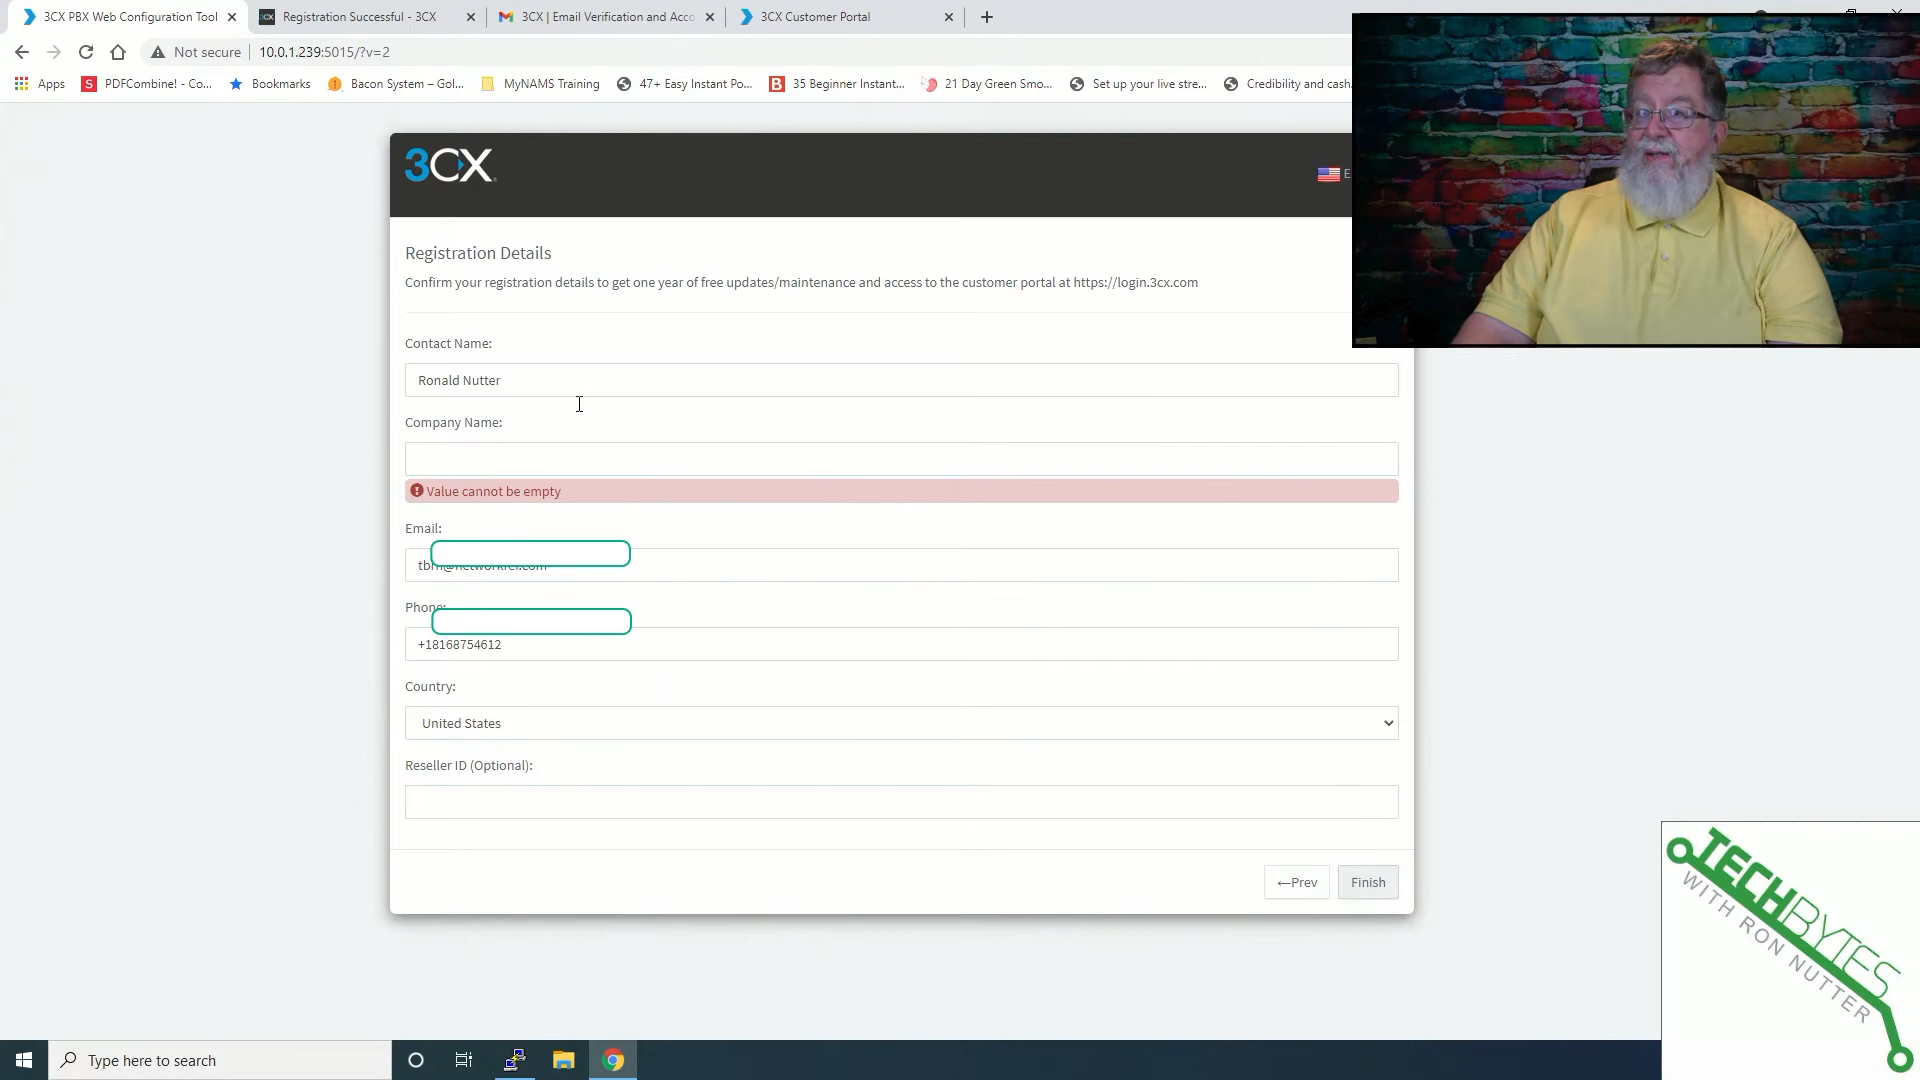 3CX PBX Web Configuration Tool
Registration Successful - 3CX
3CX | Email Verification and Acco
3CX Customer Portal
Not secure
10.0.1.239:5015/?v=2
Apps
PDFCombine! - Co...
Bookmarks
Bacon System – Gol...
MyNAMS Training
47+ Easy Instant Po...
35 Beginner Instant...
21 Day Green Smo...
Set up your live stre...
Credibility and cash
3CX
E
Registration Details
Confirm your registration details to get one year of free updates/maintenance and access to the customer portal at https://login.3cx.com
Contact Name:
Ronald Nutter
Company Name:
Value cannot be empty
Email:
Phone:
+18168754612
Country:
United States
Reseller ID (Optional):
←Prev
Finish
TECHBYTES
WITH RON NUTTER
Type here to search